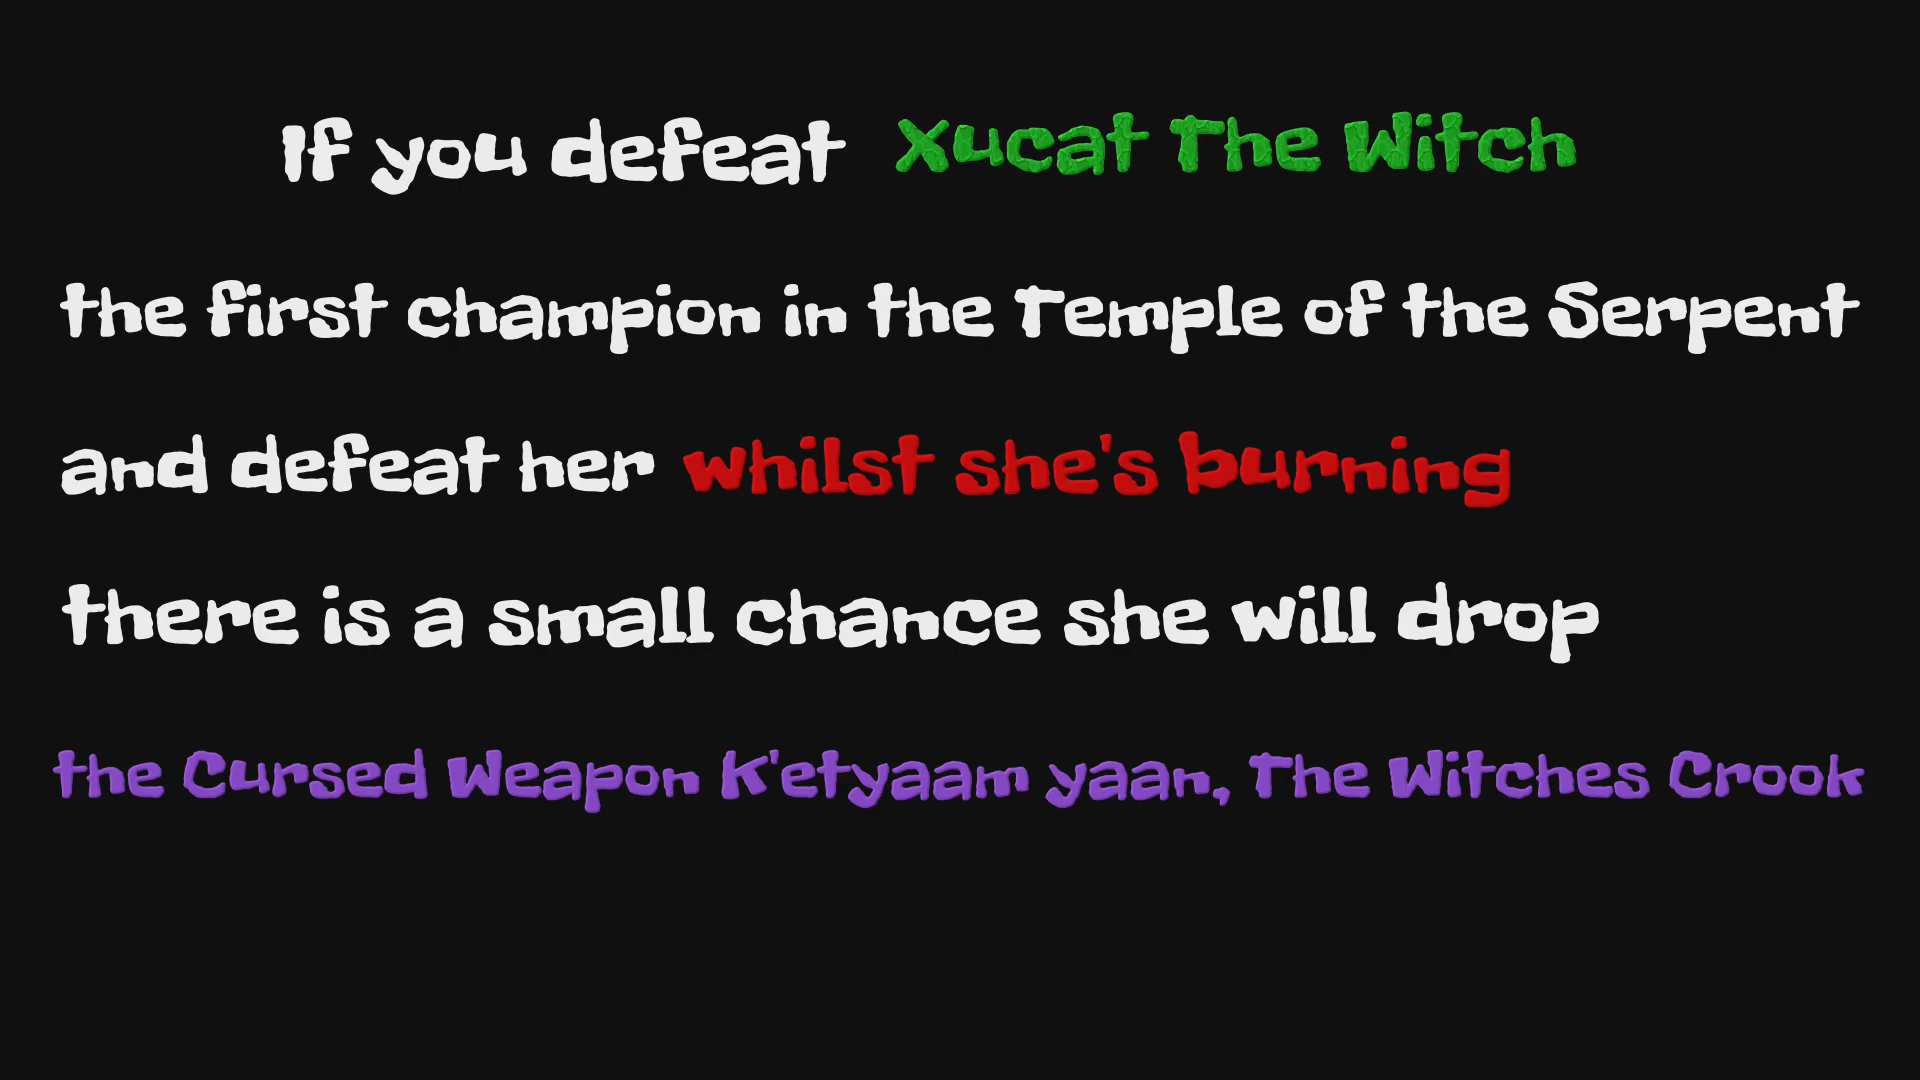 If you defeat Xucat The Witch
the first champion in the Temple of the Serpent
and defeat her whilst she's burning
there is a small chance she will drop
the Cursed Weapon K'etyaam yaan, The Witches Crook